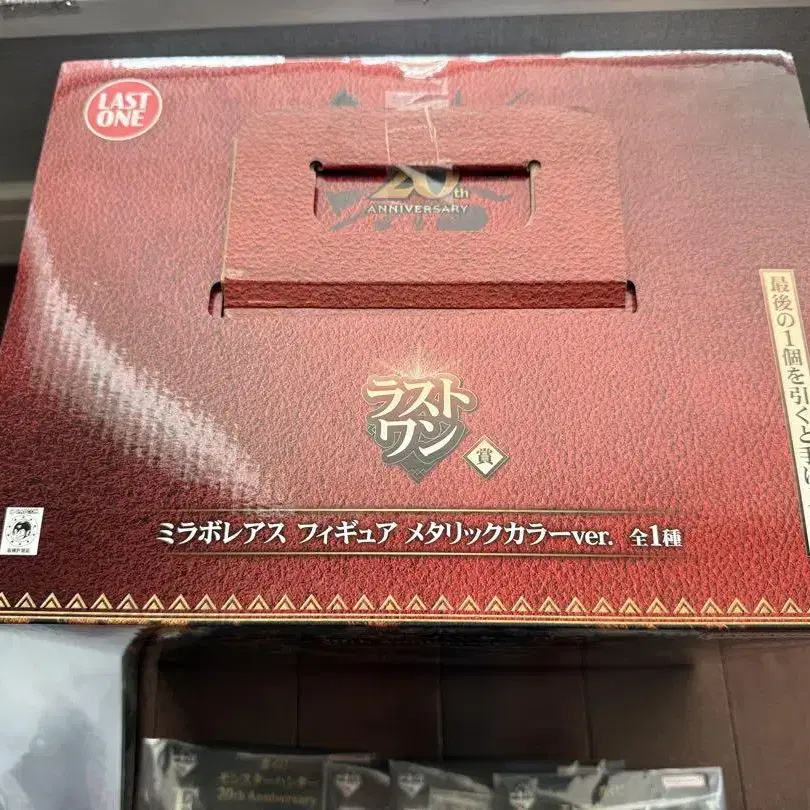 LAST
ONE
20th
ANNIVERSARY
最後の1個を引くと手に
ラスト
ワン
賞
ミラボレアス フィギュア メタリックカラーver. 全1種
モンスターハンター
20th Anniversary